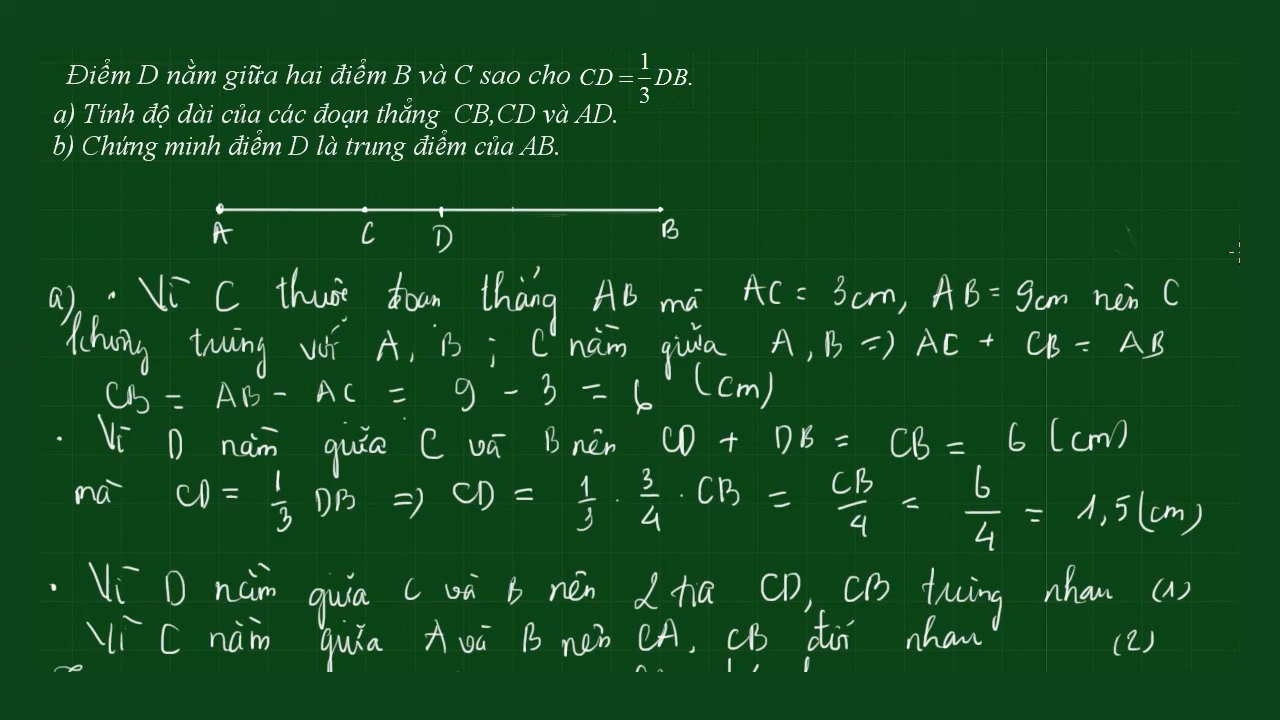 Điểm D nằm giữa hai điểm B và C sao cho CD = 1/3 DB.
a) Tính độ dài của các đoạn thẳng CB,CD và AD.
b) Chứng minh điểm D là trung điểm của AB.
A C D B
a) • Vì C thuộc đoạn thẳng AB mà AC = 3cm, AB = 9cm nên C
không trùng với A, B ; C nằm giữa A, B => AC + CB = AB
CB = AB - AC = 9 - 3 = 6 (cm)
• Vì D nằm giữa C và B nên CD + DB = CB = 6 (cm)
mà CD = 1/3 DB => CD = 1/3 . 3/4 . CB = CB/4 = 6/4 = 1,5 (cm)
• Vì D nằm giữa C và B nên 2 tia CD, CB trùng nhau (1)
Vì C nằm giữa A và B nên CA, CB đối nhau (2)